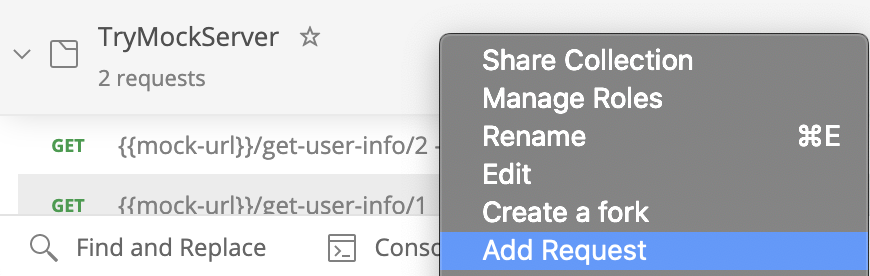 TryMockServer ☆
2 requests
GET {{mock-url}}/get-user-info/2 -
GET {{mock-url}}/get-user-info/1
Find and Replace
Conso
Share Collection
Manage Roles
Rename ⌘E
Edit
Create a fork
Add Request